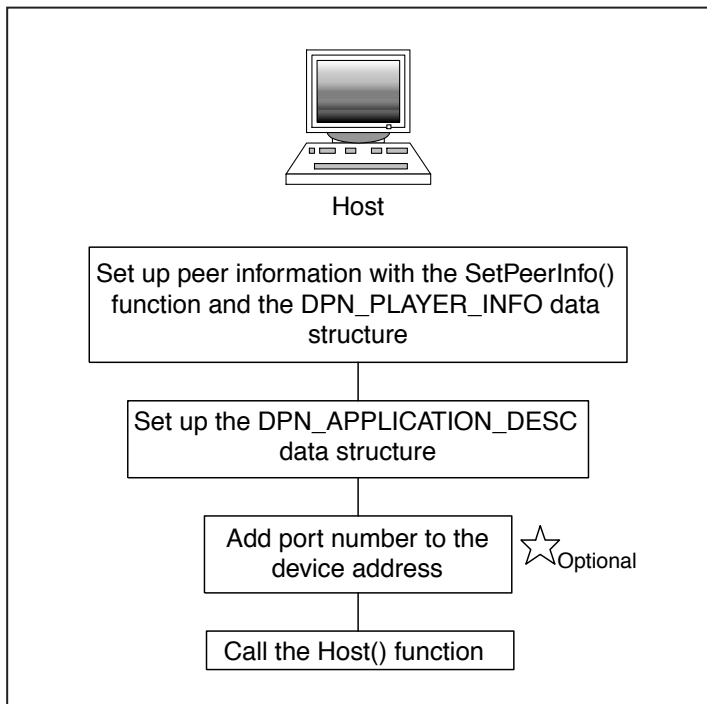 Host
Set up peer information with the SetPeerInfo()
function and the DPN_PLAYER_INFO data
structure
Set up the DPN_APPLICATION_DESC
data structure
Add port number to the
device address
Optional
Call the Host() function